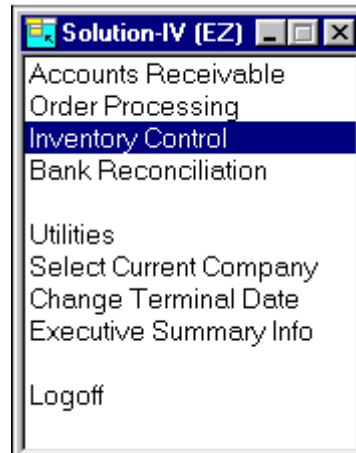 Solution-IV (EZ)
Accounts Receivable
Order Processing
Inventory Control
Bank Reconciliation
Utilities
Select Current Company
Change Terminal Date
Executive Summary Info
Logoff